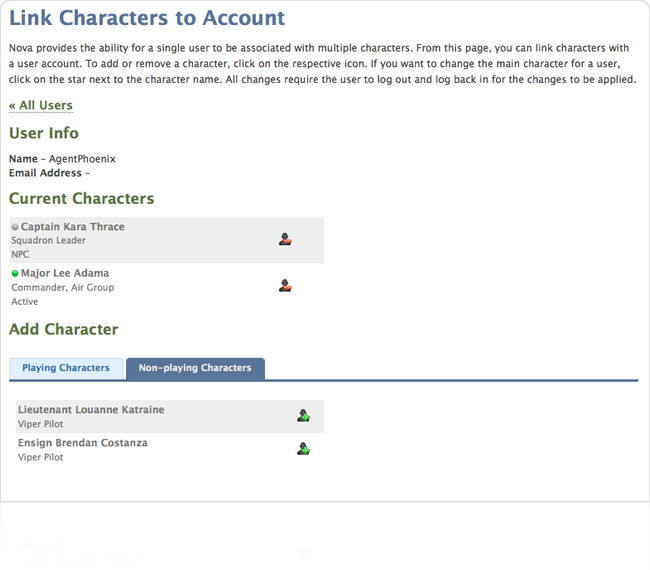 Link Characters to Account
Nova provides the ability for a single user to be associated with multiple characters. From this page, you can link characters with
a user account. To add or remove a character, click on the respective icon. If you want to change the main character for a user,
click on the star next to the character name. All changes require the user to log out and log back in for the changes to be applied.
« All Users
User Info
Name – AgentPhoenix
Email Address –
Current Characters
Captain Kara Thrace
Squadron Leader
NPC
Major Lee Adama
Commander, Air Group
Active
Add Character
Playing Characters Non-playing Characters
Lieutenant Louanne Katraine
Viper Pilot
Ensign Brendan Costanza
Viper Pilot